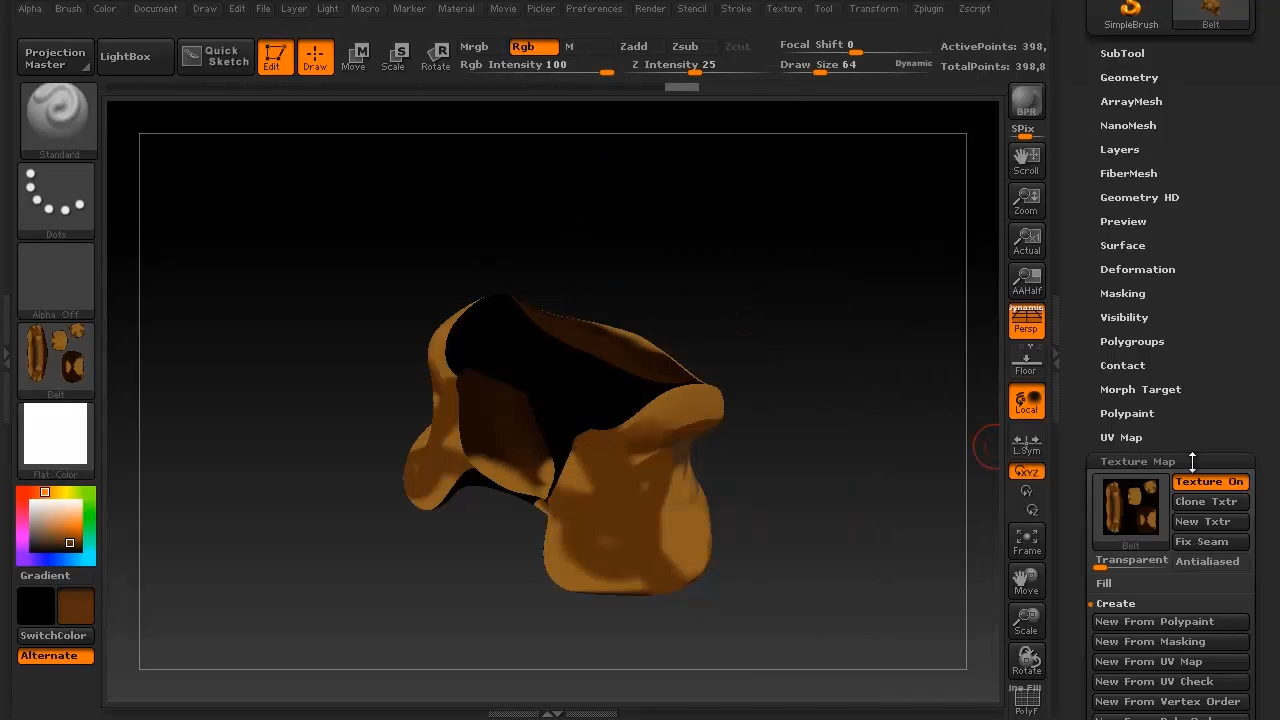 Alpha Brush Color Document Draw Edit File Layer Light Macro Marker Material Movie Picker Preferences Render Stencil Stroke Texture Tool Transform Zplugin Zscript
SimpleBrush
Belt
Projection Master
LightBox
Quick Sketch
Edit
Draw
Move
Scale
Rotate
Mrgb
Rgb
M
Rgb Intensity 100
Zadd
Zsub
Zcut
Z Intensity 25
Focal Shift 0
Draw Size 64
Dynamic
ActivePoints: 398,
TotalPoints: 398,8
Standard
Dots
Alpha Off
Belt
Flat Color
Gradient
SwitchColor
Alternate
BPR
SPix
Scroll
Zoom
Actual
AAHalf
Dynamic
Persp
Floor
Local
L.Sym
XYZ
Y
Z
Frame
Move
Scale
Rotate
PolyF
SubTool
Geometry
ArrayMesh
NanoMesh
Layers
FiberMesh
Geometry HD
Preview
Surface
Deformation
Masking
Visibility
Polygroups
Contact
Morph Target
Polypaint
UV Map
Texture Map
Belt
Texture On
Clone Txtr
New Txtr
Fix Seam
Transparent
Antialiased
Fill
Create
New From Polypaint
New From Masking
New From UV Map
New From UV Check
New From Vertex Order